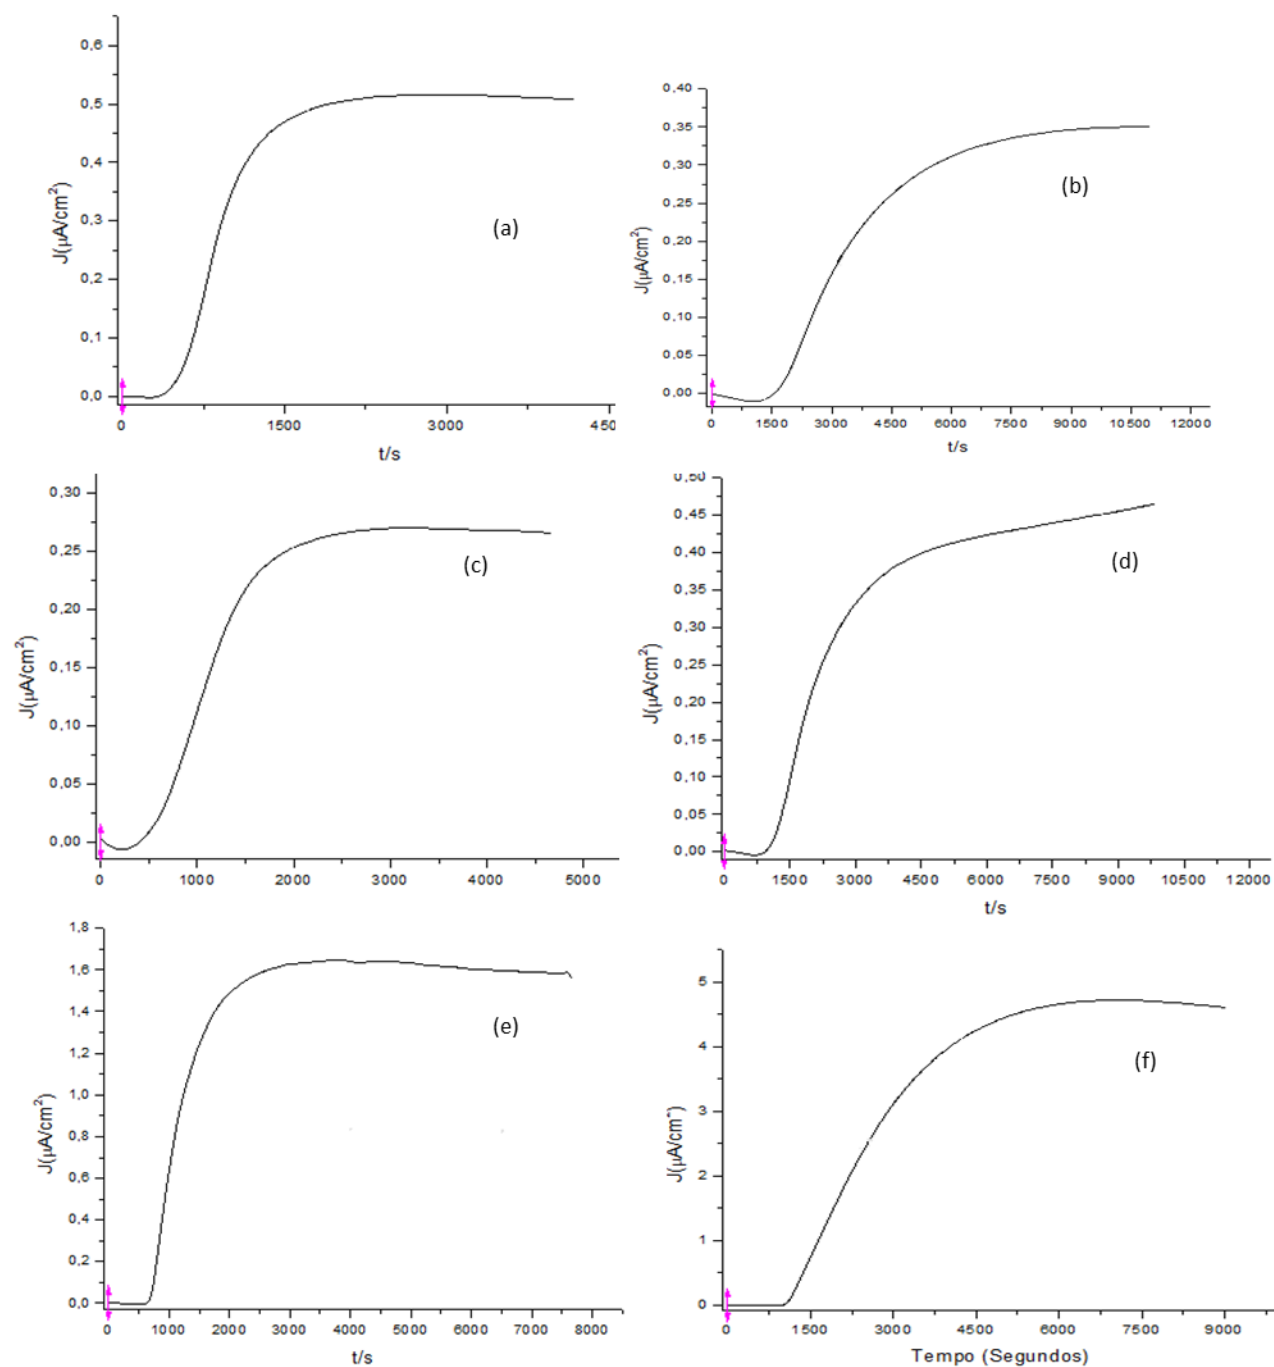 0,6
0,5
0,4
0,3
0,2
0,1
0,0
J(µA/cm²)
(a)
0 1500 3000 450
t/s
0,40
0,35
0,30
0,25
0,20
0,15
0,10
0,05
0,00
J(µA/cm²)
(b)
0 1500 3000 4500 6000 7500 9000 10500 12000
t/s
0,30
0,25
0,20
0,15
0,10
0,05
0,00
J(µA/cm²)
(c)
0 1000 2000 3000 4000 5000
t/s
0,50
0,45
0,40
0,35
0,30
0,25
0,20
0,15
0,10
0,05
0,00
J(µA/cm²)
(d)
0 1500 3000 4500 6000 7500 9000 10500 12000
t/s
1,8
1,6
1,4
1,2
1,0
0,8
0,6
0,4
0,2
0,0
J(µA/cm²)
(e)
0 1000 2000 3000 4000 5000 6000 7000 8000
t/s
5
4
3
2
1
0
J(µA/cm²)
(f)
0 1500 3000 4500 6000 7500 9000
Tempo (Segundos)